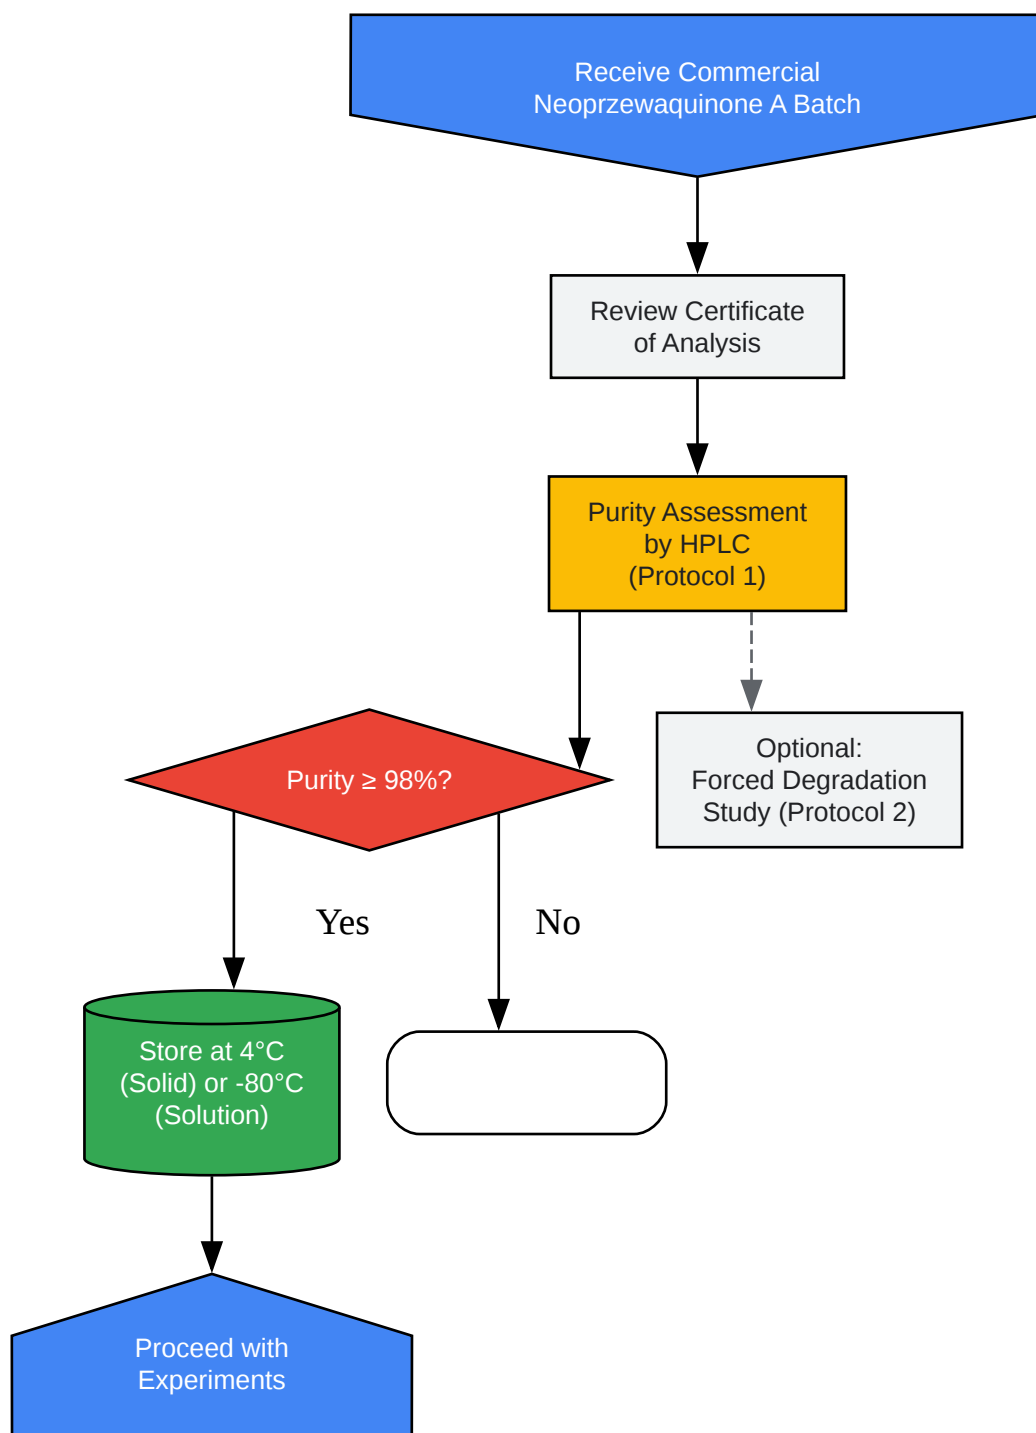 Receive Commercial
Neoprzewaquinone A Batch
Review Certificate
of Analysis
Purity Assessment
by HPLC
(Protocol 1)
Optional:
Forced Degradation
Study (Protocol 2)
Purity ≥ 98%?
Yes
No
Store at 4°C
(Solid) or -80°C
(Solution)
Proceed with
Experiments